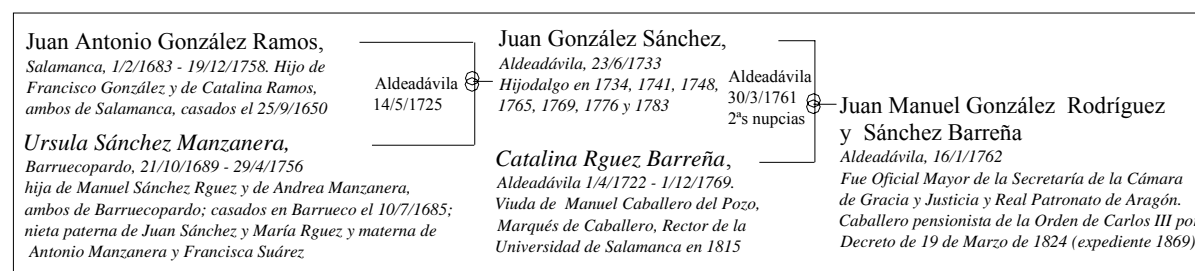 Juan Antonio González Ramos,
Salamanca, 1/2/1683 - 19/12/1758. Hijo de
Francisco González y de Catalina Ramos,
ambos de Salamanca, casados el 25/9/1650
Ursula Sánchez Manzanera,
Barruecopardo, 21/10/1689 - 29/4/1756
hija de Manuel Sánchez Rguez y de Andrea Manzanera,
ambos de Barruecopardo; casados en Barrueco el 10/7/1685;
nieta paterna de Juan Sánchez y María Rguez y materna de
Antonio Manzanera y Francisca Suárez
Aldeadávila
14/5/1725
Juan González Sánchez,
Aldeadávila, 23/6/1733
Hijodalgo en 1734, 1741, 1748,
1765, 1769, 1776 y 1783
Catalina Rguez Barreña,
Aldeadávila 1/4/1722 - 1/12/1769.
Viuda de Manuel Caballero del Pozo,
Marqués de Caballero, Rector de la
Universidad de Salamanca en 1815
Aldeadávila
30/3/1761
2ªs nupcias
Juan Manuel González Rodríguez
y Sánchez Barreña
Aldeadávila, 16/1/1762
Fue Oficial Mayor de la Secretaría de la Cámara
de Gracia y Justicia y Real Patronato de Aragón.
Caballero pensionista de la Orden de Carlos III por
Decreto de 19 de Marzo de 1824 (expediente 1869)